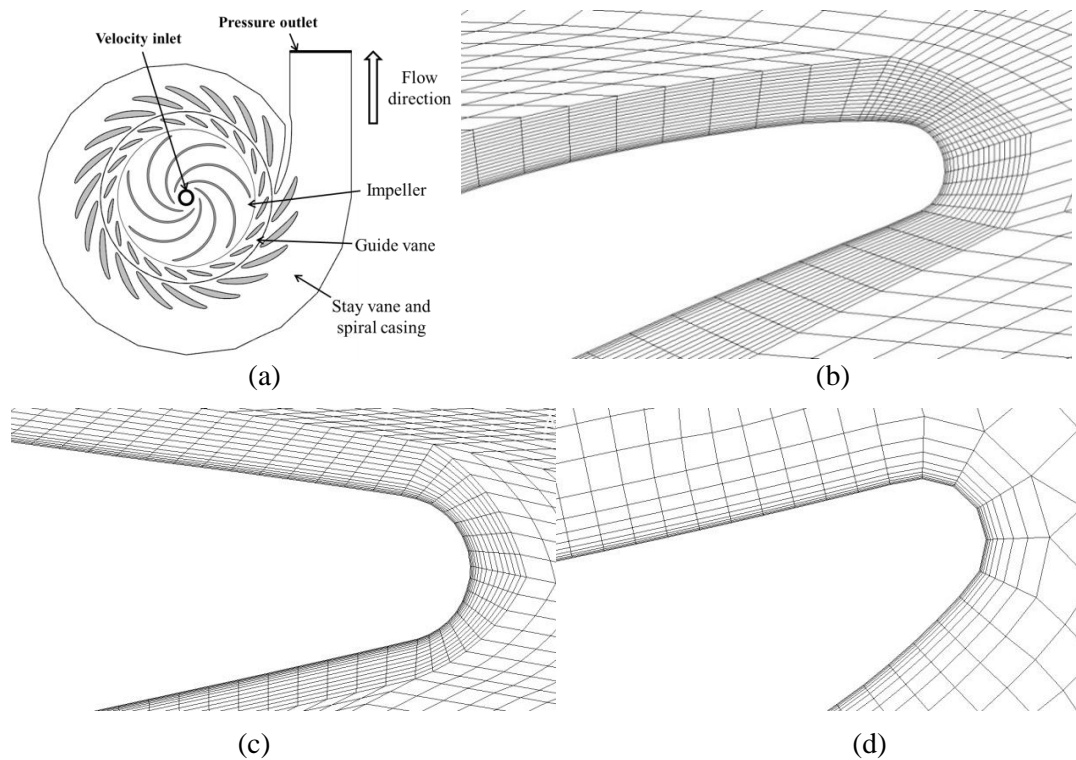 Pressure outlet
Velocity inlet
Flow
direction
Impeller
Guide vane
Stay vane and
spiral casing
(a)
(b)
(c)
(d)